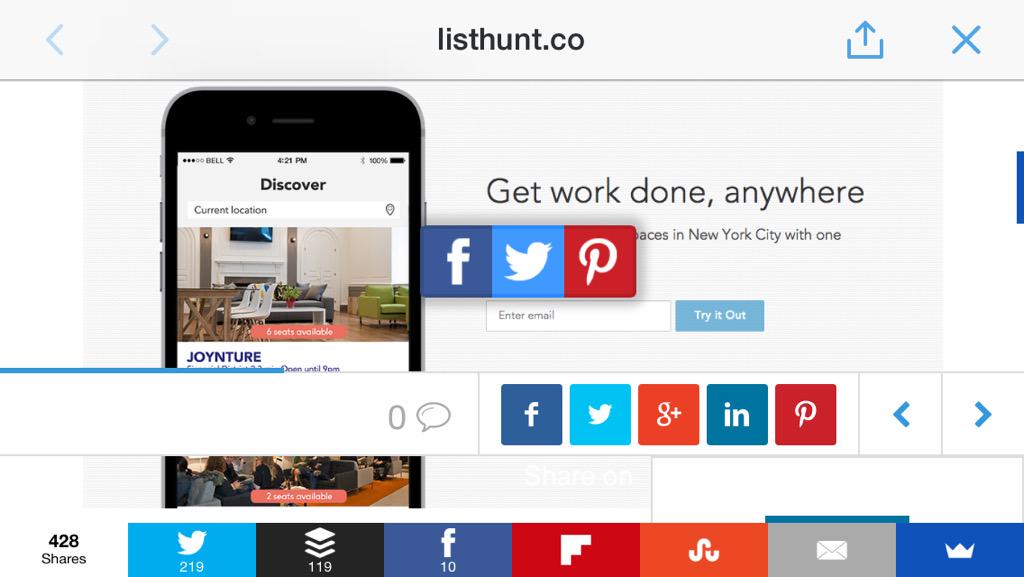 listhunt.co
BELL 4:21 PM 100%
Discover
Current location
6 seats available
JOYNTURE
Open until 9pm
Get work done, anywhere
paces in New York City with one
Enter email
Try it Out
0
f
g+
in
2 seats available
Share on
428
Shares
219
119
10